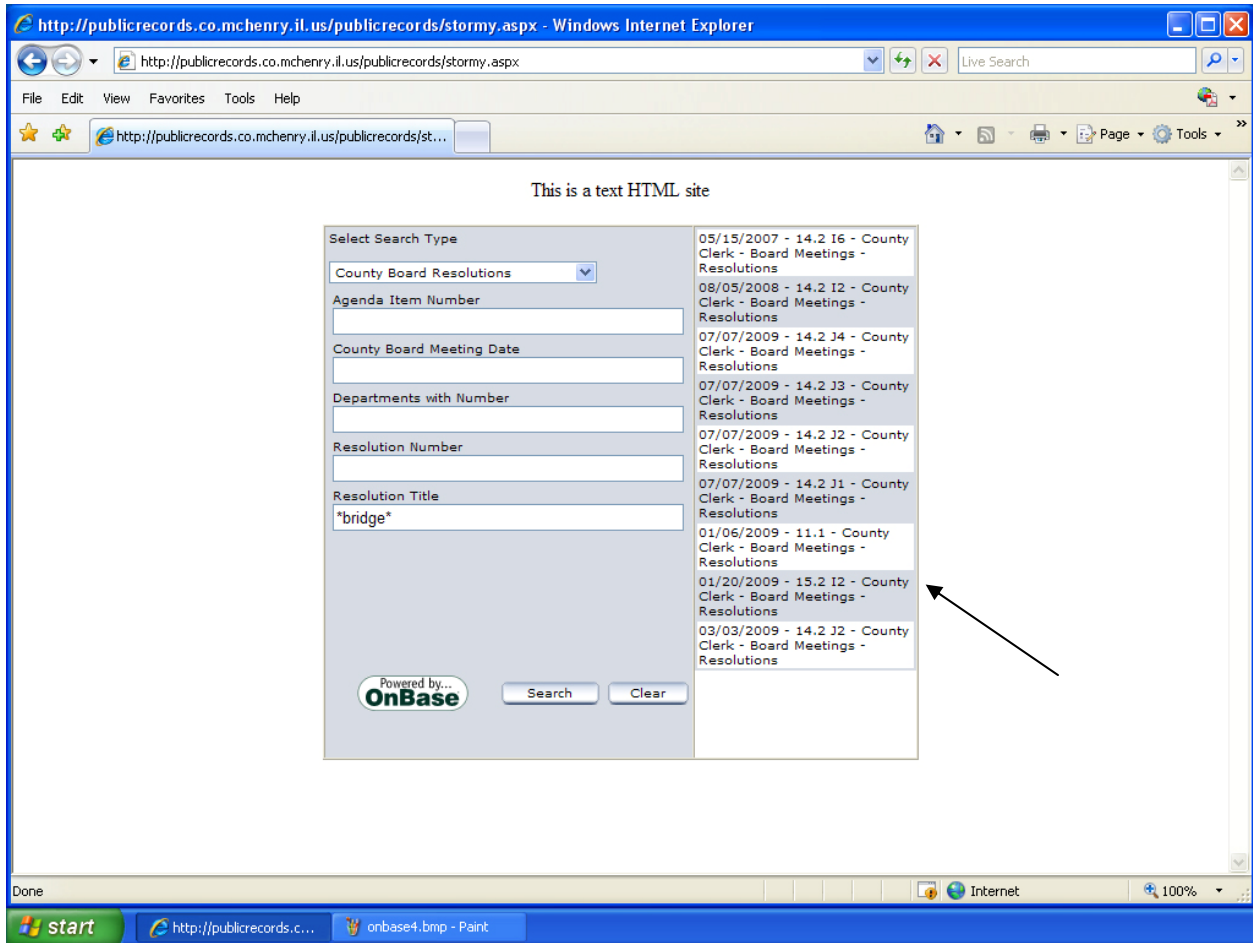 http://publicrecords.co.mchenry.il.us/publicrecords/stormy.aspx - Windows Internet Explorer
http://publicrecords.co.mchenry.il.us/publicrecords/stormy.aspx
Live Search
File Edit View Favorites Tools Help
http://publicrecords.co.mchenry.il.us/publicrecords/st...
Page Tools »
This is a text HTML site
Select Search Type
County Board Resolutions
Agenda Item Number
County Board Meeting Date
Departments with Number
Resolution Number
Resolution Title
*bridge*
Powered by...
OnBase
Search Clear
05/15/2007 - 14.2 I6 - County
Clerk - Board Meetings -
Resolutions
08/05/2008 - 14.2 I2 - County
Clerk - Board Meetings -
Resolutions
07/07/2009 - 14.2 J4 - County
Clerk - Board Meetings -
Resolutions
07/07/2009 - 14.2 J3 - County
Clerk - Board Meetings -
Resolutions
07/07/2009 - 14.2 J2 - County
Clerk - Board Meetings -
Resolutions
07/07/2009 - 14.2 J1 - County
Clerk - Board Meetings -
Resolutions
01/06/2009 - 11.1 - County
Clerk - Board Meetings -
Resolutions
01/20/2009 - 15.2 I2 - County
Clerk - Board Meetings -
Resolutions
03/03/2009 - 14.2 J2 - County
Clerk - Board Meetings -
Resolutions
Done Internet 100%
start http://publicrecords.c... onbase4.bmp - Paint